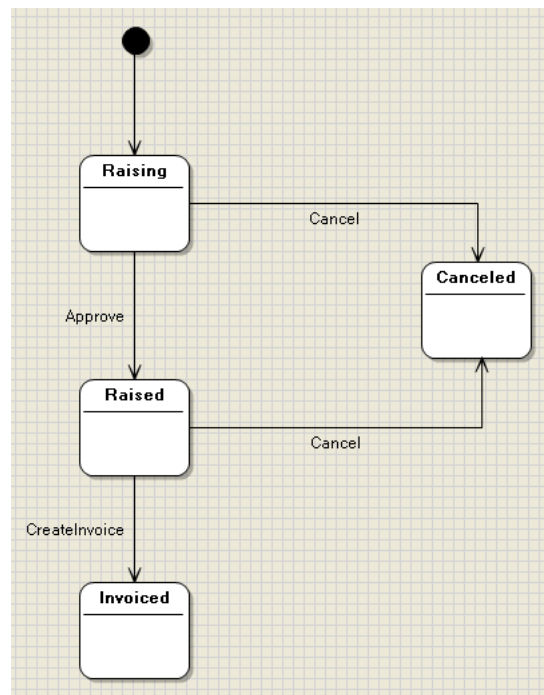 Raising
Cancel
Canceled
Approve
Raised
Cancel
CreateInvoice
Invoiced